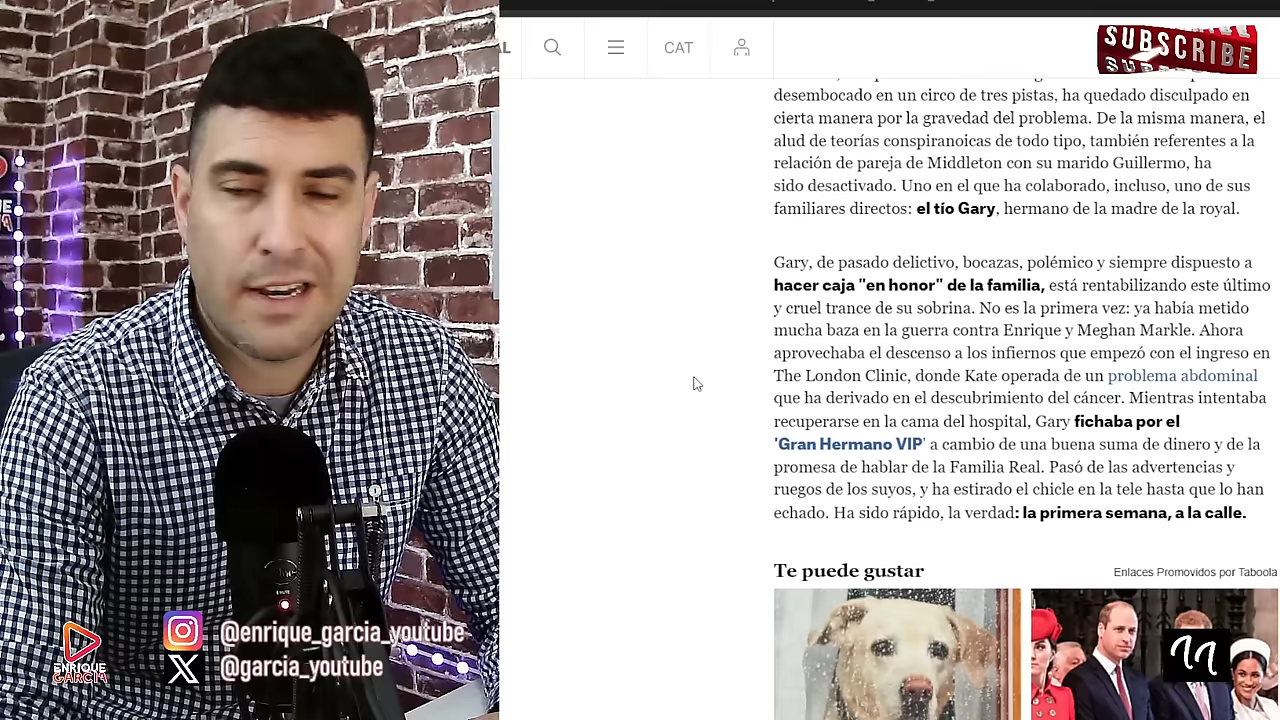 AL
CAT
SUBSCRIBE
desembocado en un circo de tres pistas, ha quedado disculpado en
cierta manera por la gravedad del problema. De la misma manera, el
alud de teorías conspiranoicas de todo tipo, también referentes a la
relación de pareja de Middleton con su marido Guillermo, ha
sido desactivado. Uno en el que ha colaborado, incluso, uno de sus
familiares directos: el tío Gary, hermano de la madre de la royal.
Gary, de pasado delictivo, bocazas, polémico y siempre dispuesto a
hacer caja "en honor" de la familia, está rentabilizando este último
y cruel trance de su sobrina. No es la primera vez: ya había metido
mucha baza en la guerra contra Enrique y Meghan Markle. Ahora
aprovechaba el descenso a los infiernos que empezó con el ingreso en
The London Clinic, donde Kate operada de un problema abdominal
que ha derivado en el descubrimiento del cáncer. Mientras intentaba
recuperarse en la cama del hospital, Gary fichaba por el
'Gran Hermano VIP' a cambio de una buena suma de dinero y de la
promesa de hablar de la Familia Real. Pasó de las advertencias y
ruegos de los suyos, y ha estirado el chicle en la tele hasta que lo han
echado. Ha sido rápido, la verdad: la primera semana, a la calle.
Te puede gustar
Enlaces Promovidos por Taboola
@enrique_garcia_youtube
@garcia_youtube
ENRIQUE
GARCIA